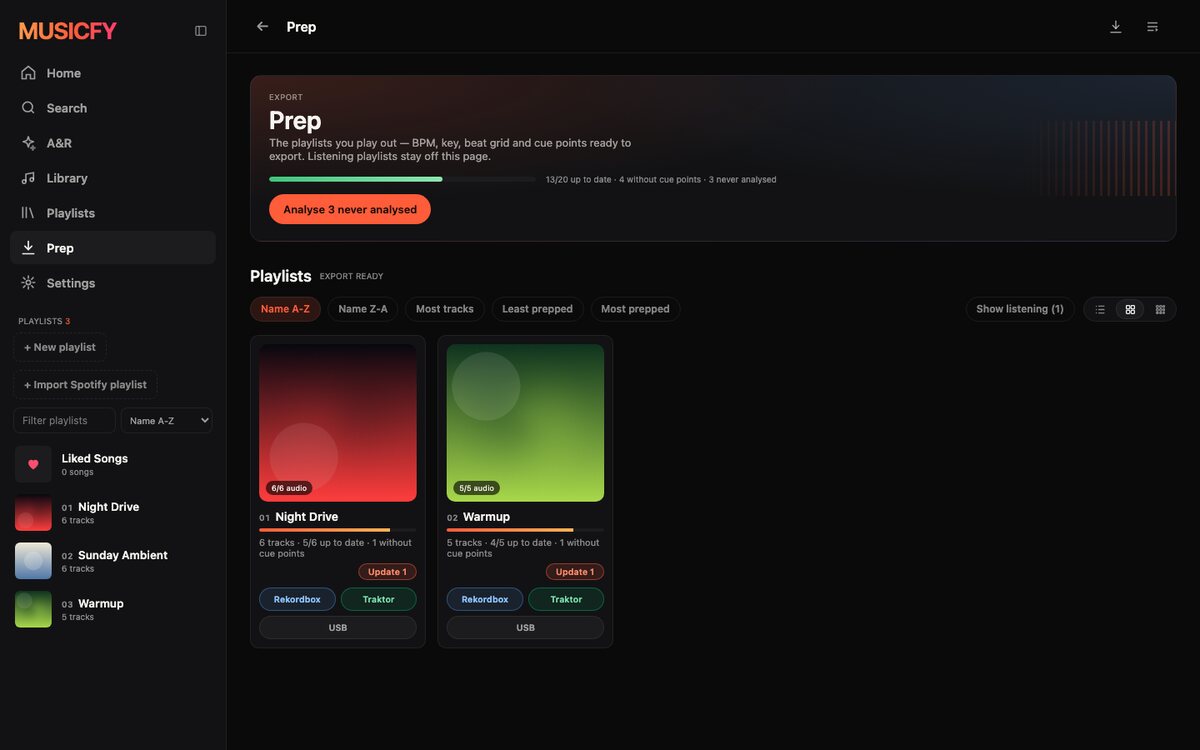 MUSICFY
Home
Search
A&R
Library
Playlists
Prep
Settings
PLAYLISTS 3
+ New playlist
+ Import Spotify playlist
Filter playlists
Name A-Z
Liked Songs
0 songs
01 Night Drive
6 tracks
02 Sunday Ambient
6 tracks
03 Warmup
5 tracks
Prep
EXPORT
Prep
The playlists you play out — BPM, key, beat grid and cue points ready to
export. Listening playlists stay off this page.
13/20 up to date · 4 without cue points · 3 never analysed
Analyse 3 never analysed
Playlists EXPORT READY
Name A-Z
Name Z-A
Most tracks
Least prepped
Most prepped
Show listening (1)
6/6 audio
01 Night Drive
6 tracks · 5/6 up to date · 1 without
cue points
Update 1
Rekordbox
Traktor
USB
5/5 audio
02 Warmup
5 tracks · 4/5 up to date · 1 without
cue points
Update 1
Rekordbox
Traktor
USB